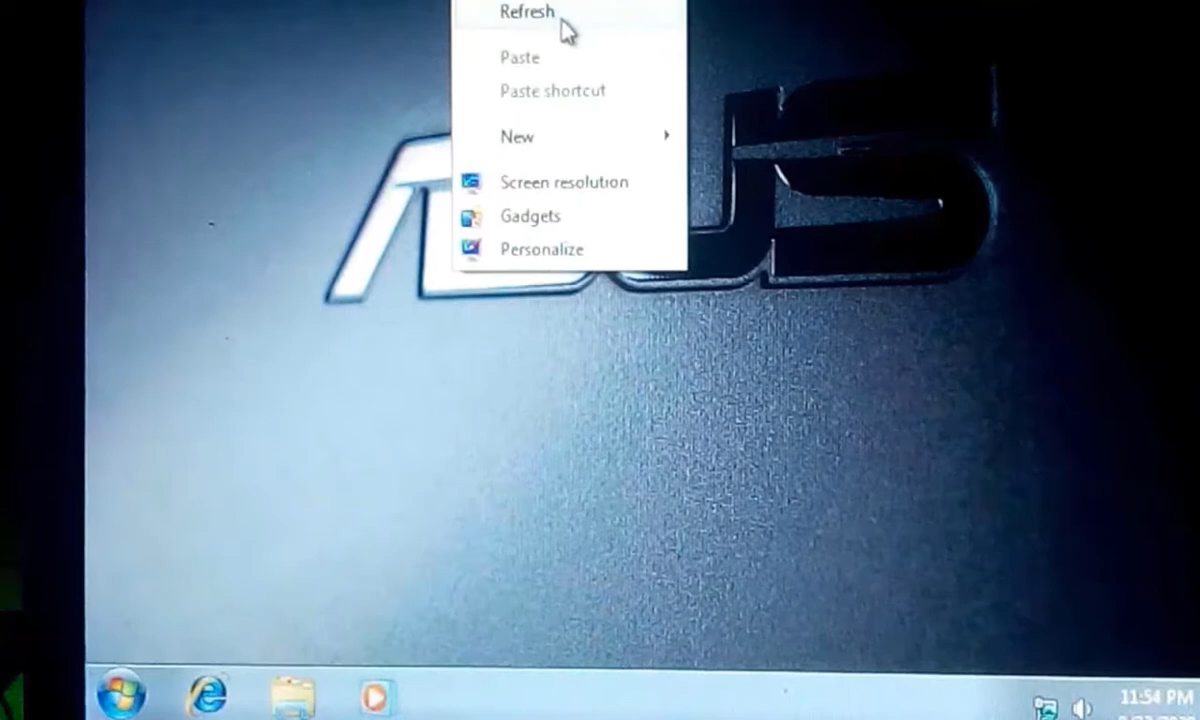 Refresh
Paste
Paste shortcut
New
Screen resolution
Gadgets
Personalize
ASUS
11:54 PM